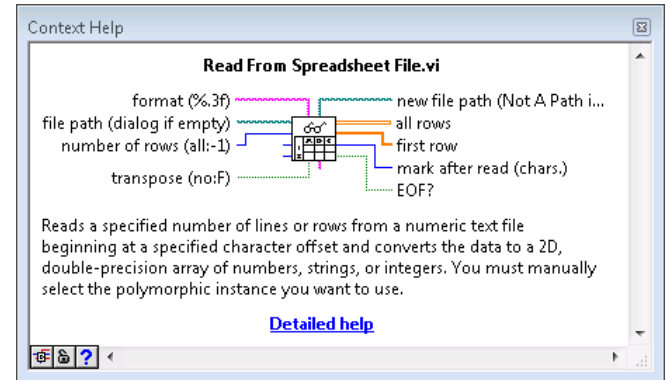 Context Help
Read From Spreadsheet File.vi
format (%.3f)
new file path (Not A Path i...
file path (dialog if empty)
all rows
number of rows (all:-1)
first row
mark after read (chars.)
transpose (no:F)
EOF?
Reads a specified number of lines or rows from a numeric text file
beginning at a specified character offset and converts the data to a 2D,
double-precision array of numbers, strings, or integers. You must manually
select the polymorphic instance you want to use.
Detailed help
?